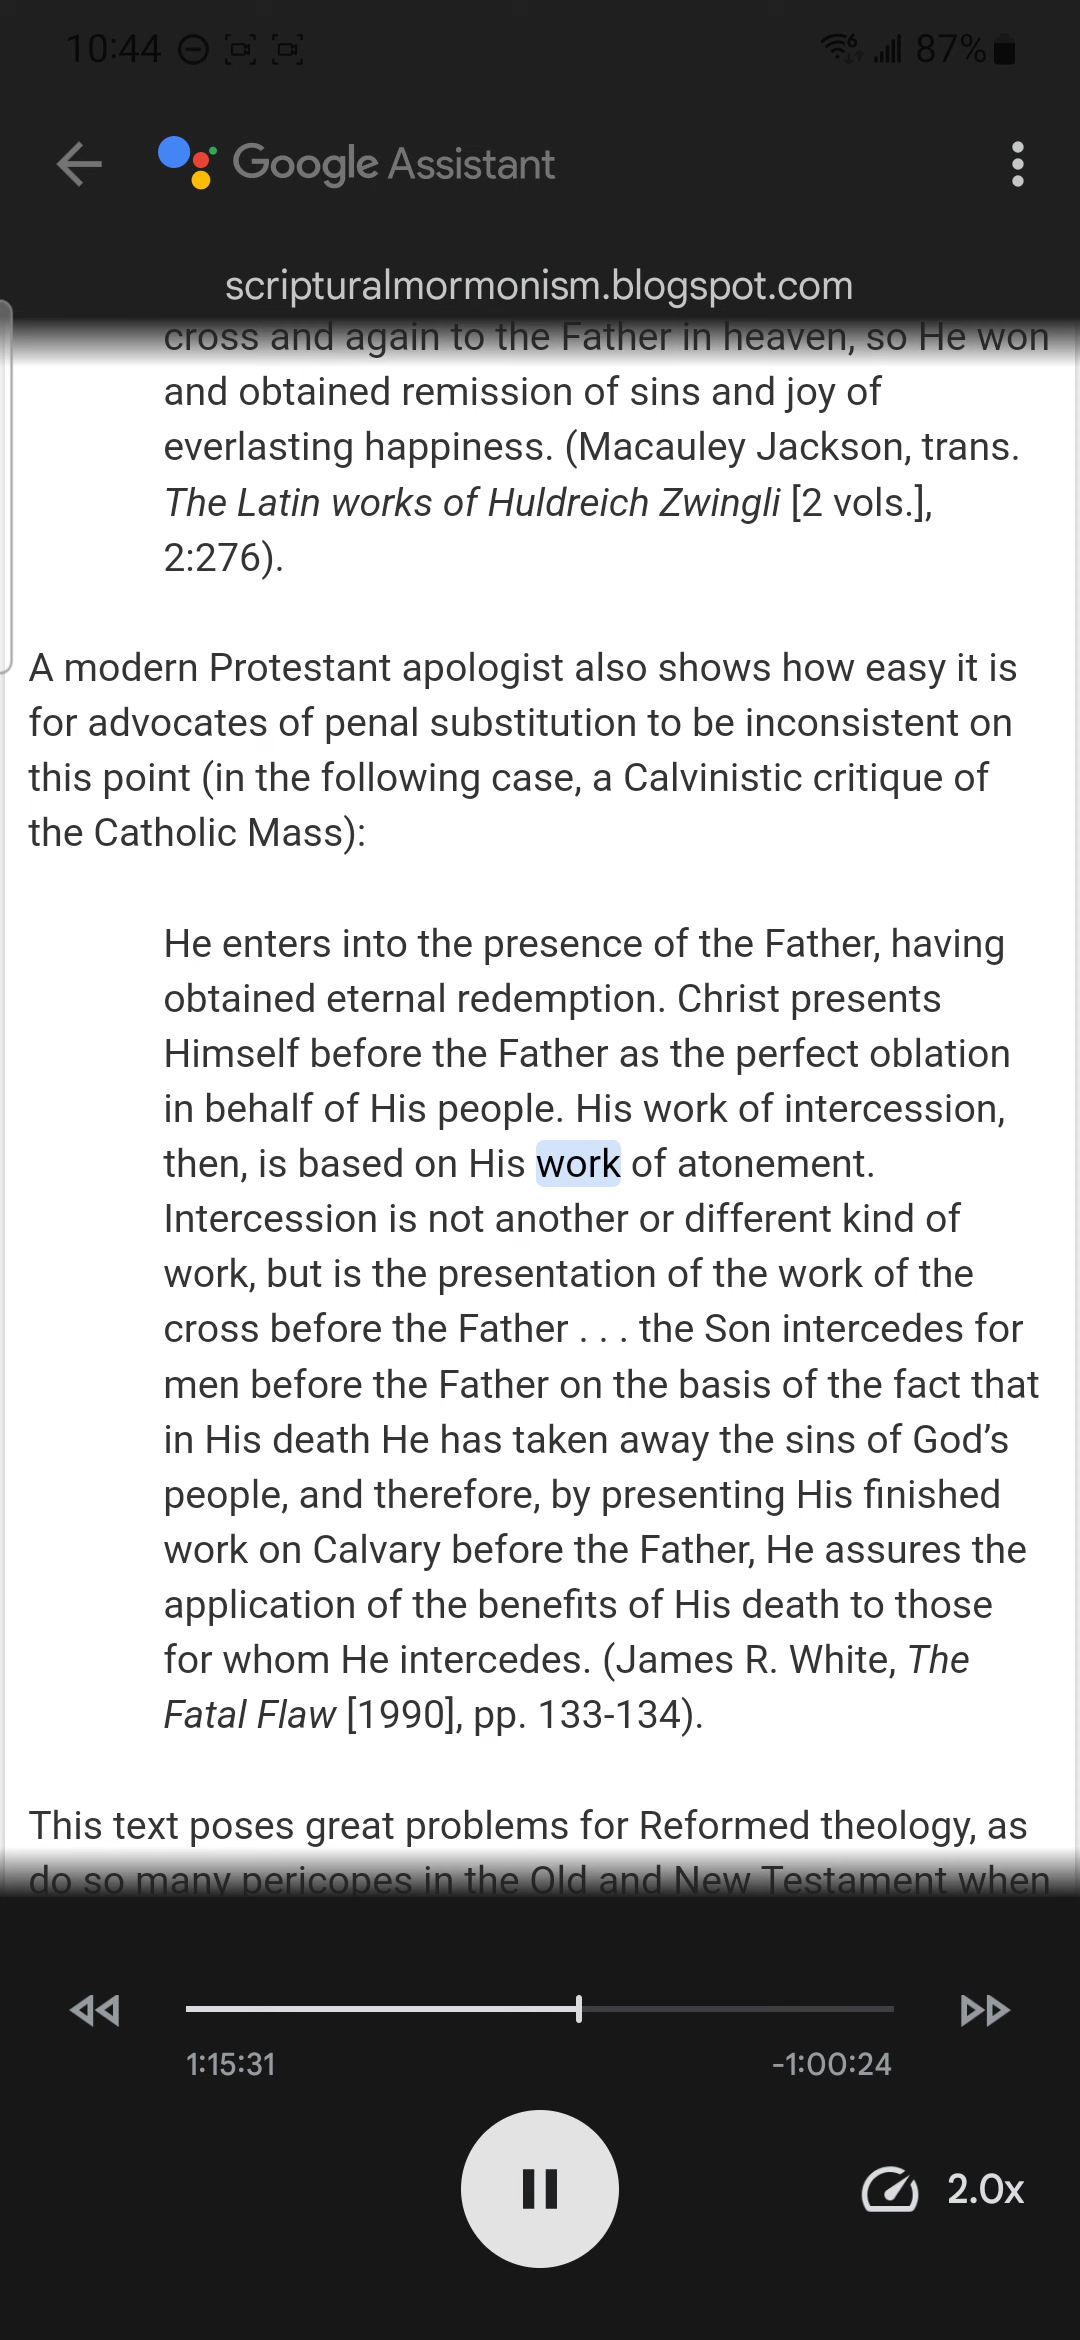 10:44
6
87%
Google Assistant
scripturalmormonism.blogspot.com
cross and again to the Father in heaven, so He won
and obtained remission of sins and joy of
everlasting happiness. (Macauley Jackson, trans.
The Latin works of Huldreich Zwingli [2 vols.],
2:276).
A modern Protestant apologist also shows how easy it is
for advocates of penal substitution to be inconsistent on
this point (in the following case, a Calvinistic critique of
the Catholic Mass):
He enters into the presence of the Father, having
obtained eternal redemption. Christ presents
Himself before the Father as the perfect oblation
in behalf of His people. His work of intercession,
then, is based on His work of atonement.
Intercession is not another or different kind of
work, but is the presentation of the work of the
cross before the Father . . . the Son intercedes for
men before the Father on the basis of the fact that
in His death He has taken away the sins of God’s
people, and therefore, by presenting His finished
work on Calvary before the Father, He assures the
application of the benefits of His death to those
for whom He intercedes. (James R. White, The
Fatal Flaw [1990], pp. 133-134).
This text poses great problems for Reformed theology, as
do so many pericopes in the Old and New Testament when
1:15:31
-1:00:24
2.0x